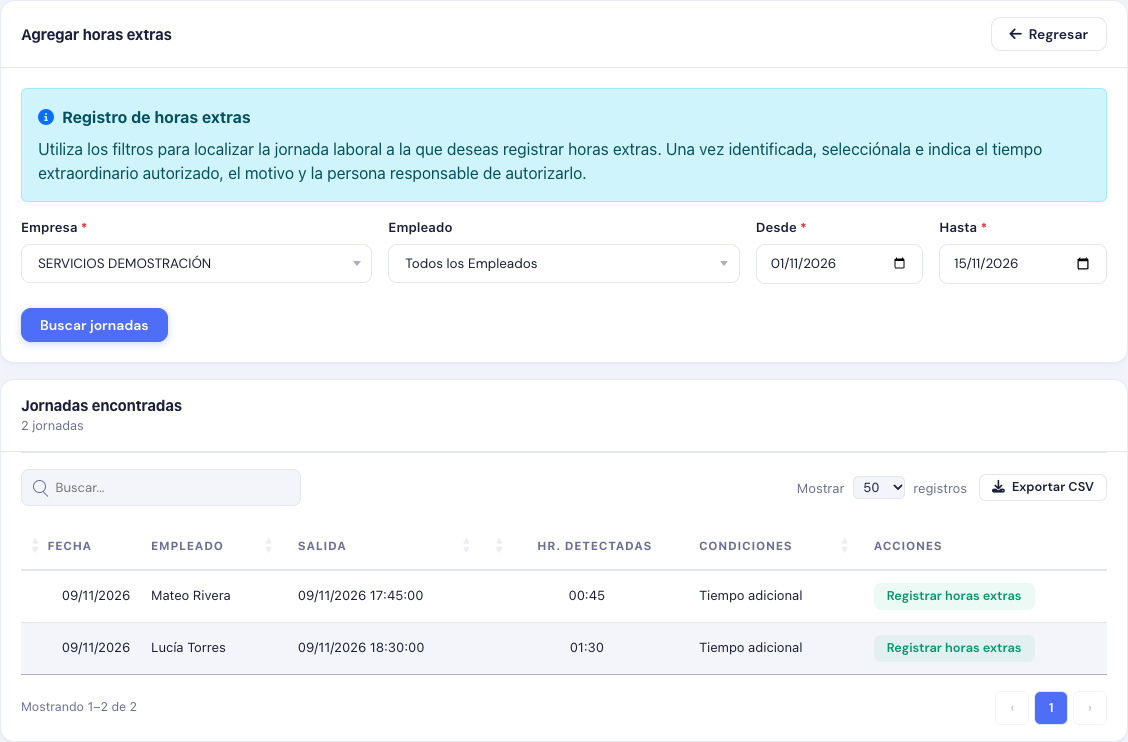 Agregar horas extras
Regresar
Registro de horas extras
Utiliza los filtros para localizar la jornada laboral a la que deseas registrar horas extras. Una vez identificada, selecciónala e indica el tiempo
extraordinario autorizado, el motivo y la persona responsable de autorizarlo.
Empresa * Empleado Desde * Hasta *
SERVICIOS DEMOSTRACIÓN Todos los Empleados 01/11/2026 15/11/2026
Buscar jornadas
Jornadas encontradas
2 jornadas
Buscar... Mostrar 50 registros Exportar CSV
FECHA EMPLEADO SALIDA HR. DETECTADAS CONDICIONES ACCIONES
09/11/2026 Mateo Rivera 09/11/2026 17:45:00 00:45 Tiempo adicional Registrar horas extras
09/11/2026 Lucía Torres 09/11/2026 18:30:00 01:30 Tiempo adicional Registrar horas extras
Mostrando 1–2 de 2 ‹ 1 ›